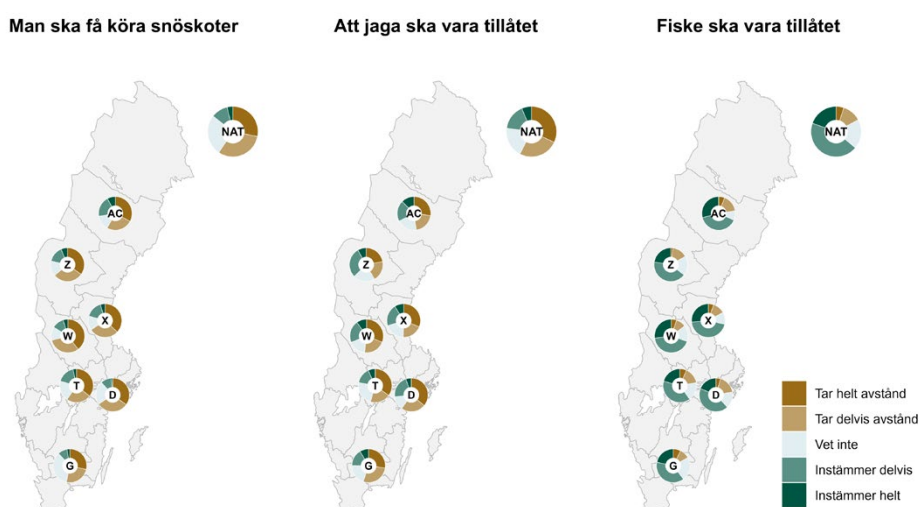 Man ska få köra snöskoter
Att jaga ska vara tillåtet
Fiske ska vara tillåtet
NAT
NAT
NAT
AC
AC
AC
Z
Z
Z
X
X
X
W
W
W
T
T
T
D
D
D
G
G
G
Tar helt avstånd
Tar delvis avstånd
Vet inte
Instämmer delvis
Instämmer helt